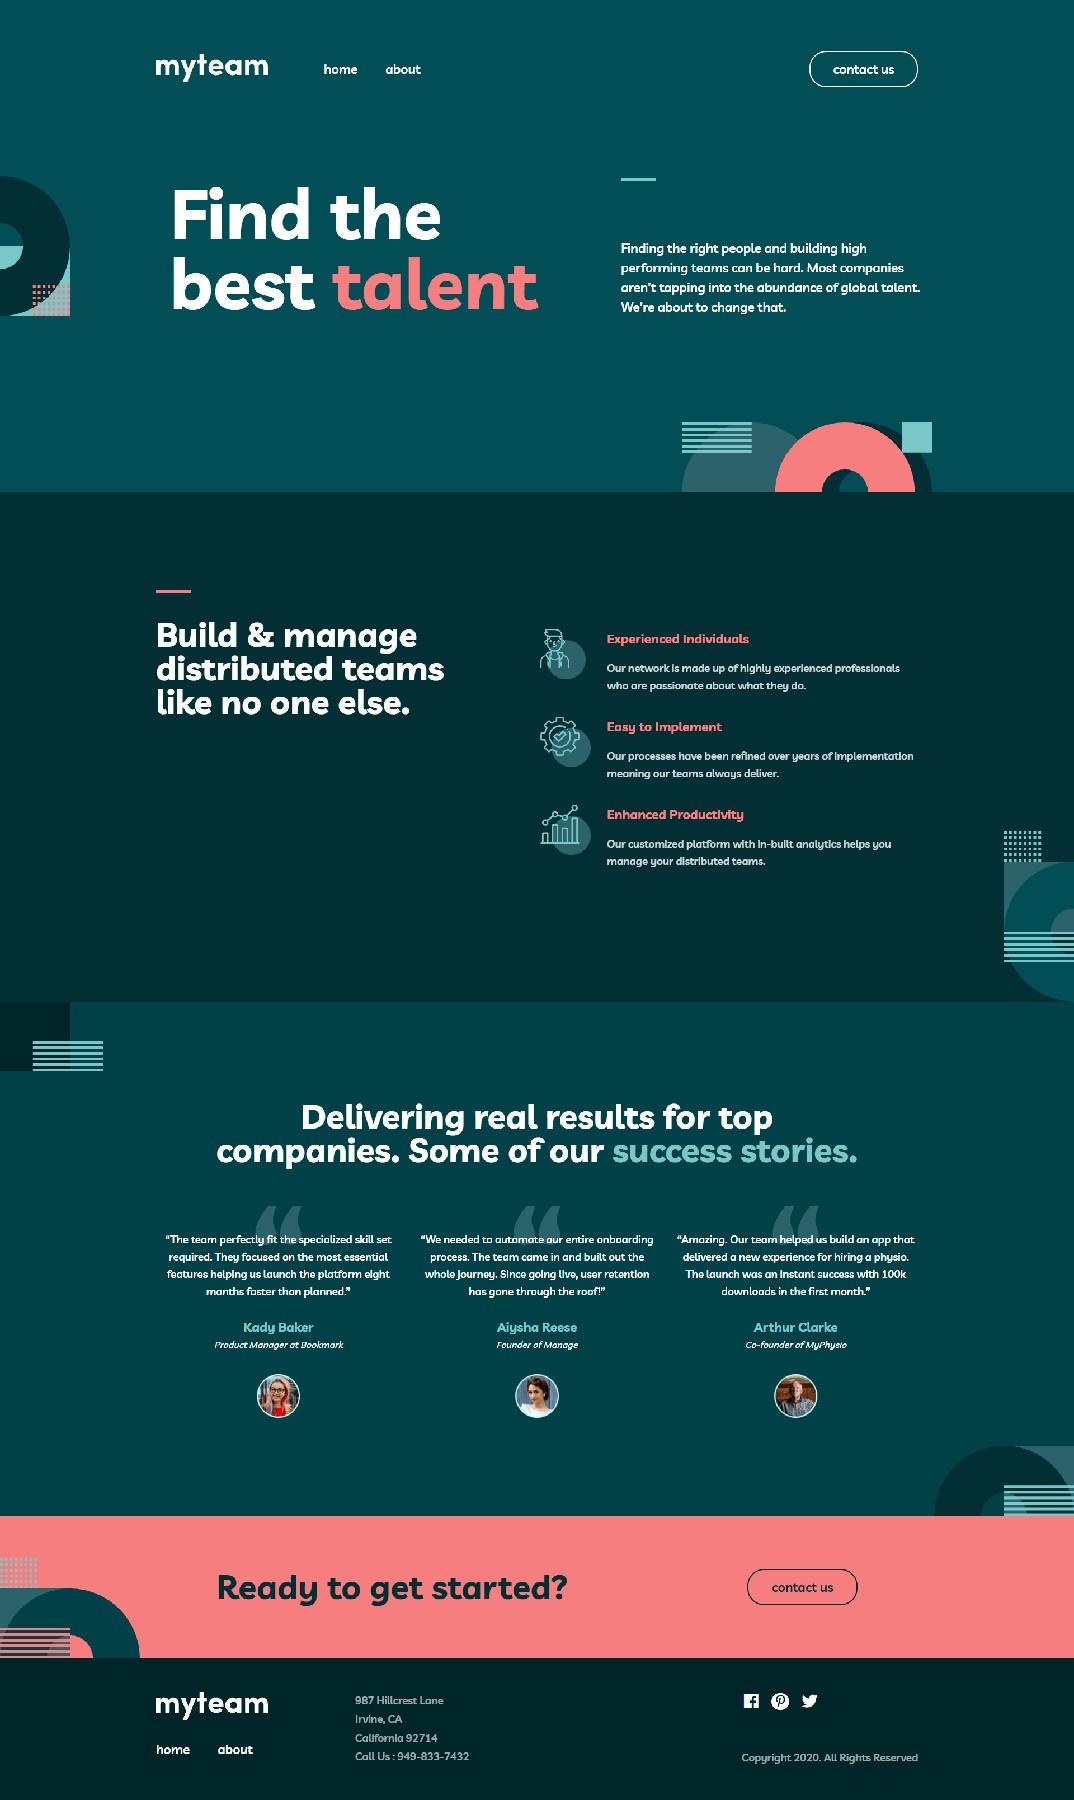 myteam
home about
contact us
Find the
best talent
Finding the right people and building high
performing teams can be hard. Most companies
aren't tapping into the abundance of global talent.
We're about to change that.
Build & manage
distributed teams
like no one else.
Experienced Individuals
Our network is made up of highly experienced professionals
who are passionate about what they do.
Easy to Implement
Our processes have been refined over years of implementation
meaning our teams always deliver.
Enhanced Productivity
Our customized platform with in-built analytics helps you
manage your distributed teams.
Delivering real results for top
companies. Some of our success stories.
“The team perfectly fit the specialized skill set
required. They focused on the most essential
features helping us launch the platform eight
months faster than planned.”
Kady Baker
Product Manager at Bookmark
“We needed to automate our entire onboarding
process. The team came in and built out the
whole journey. Since going live, user retention
has gone through the roof!”
Aiysha Reese
Founder of Manage
“Amazing. Our team helped us build an app that
delivered a new experience for hiring a physio.
The launch was an instant success with 100k
downloads in the first month.”
Arthur Clarke
Co-founder of MyPhysio
Ready to get started?
contact us
myteam
home about
987 Hillcrest Lane
Irvine, CA
California 92714
Call Us : 949-833-7432
Copyright 2020. All Rights Reserved